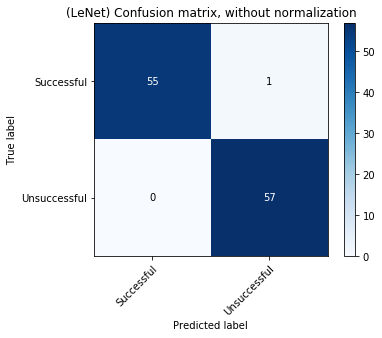 (LeNet) Confusion matrix, without normalization
Successful
55
1
Unsuccessful
0
57
True label
Successful
Unsuccessful
Predicted label
50
40
30
20
10
0